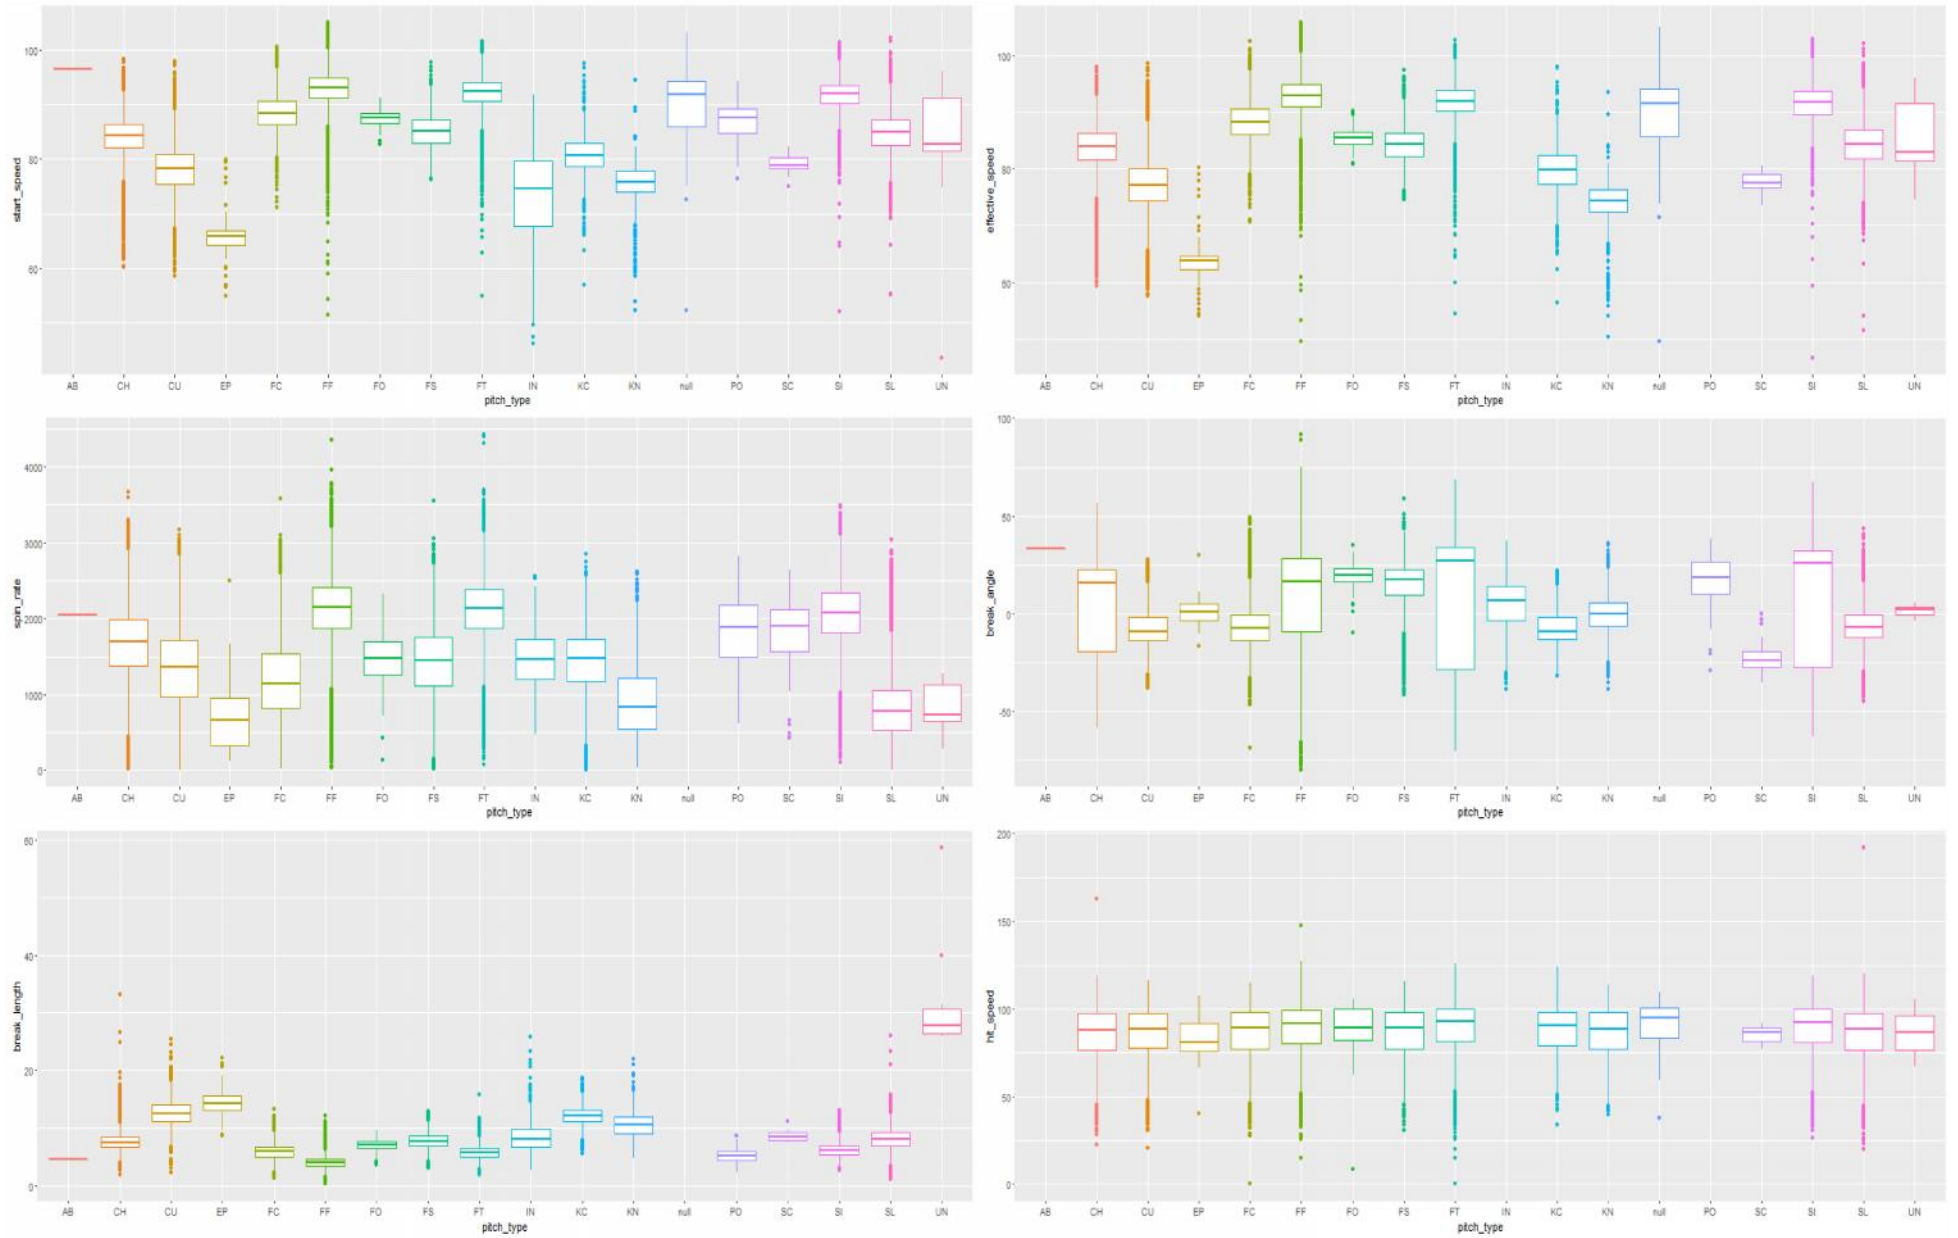 100
80
60
start_speed
AB CH CU EP FC FF FO FS FT IN KC KN null PO SC SI SL UN
pitch_type
100
80
60
effective_speed
AB CH CU EP FC FF FO FS FT IN KC KN null PO SC SI SL UN
pitch_type
4000
3000
2000
1000
0
spin_rate
AB CH CU EP FC FF FO FS FT IN KC KN null PO SC SI SL UN
pitch_type
100
50
0
-50
break_angle
AB CH CU EP FC FF FO FS FT IN KC KN null PO SC SI SL UN
pitch_type
60
40
20
0
break_length
AB CH CU EP FC FF FO FS FT IN KC KN null PO SC SI SL UN
pitch_type
200
150
100
50
0
hit_speed
AB CH CU EP FC FF FO FS FT IN KC KN null PO SC SI SL UN
pitch_type